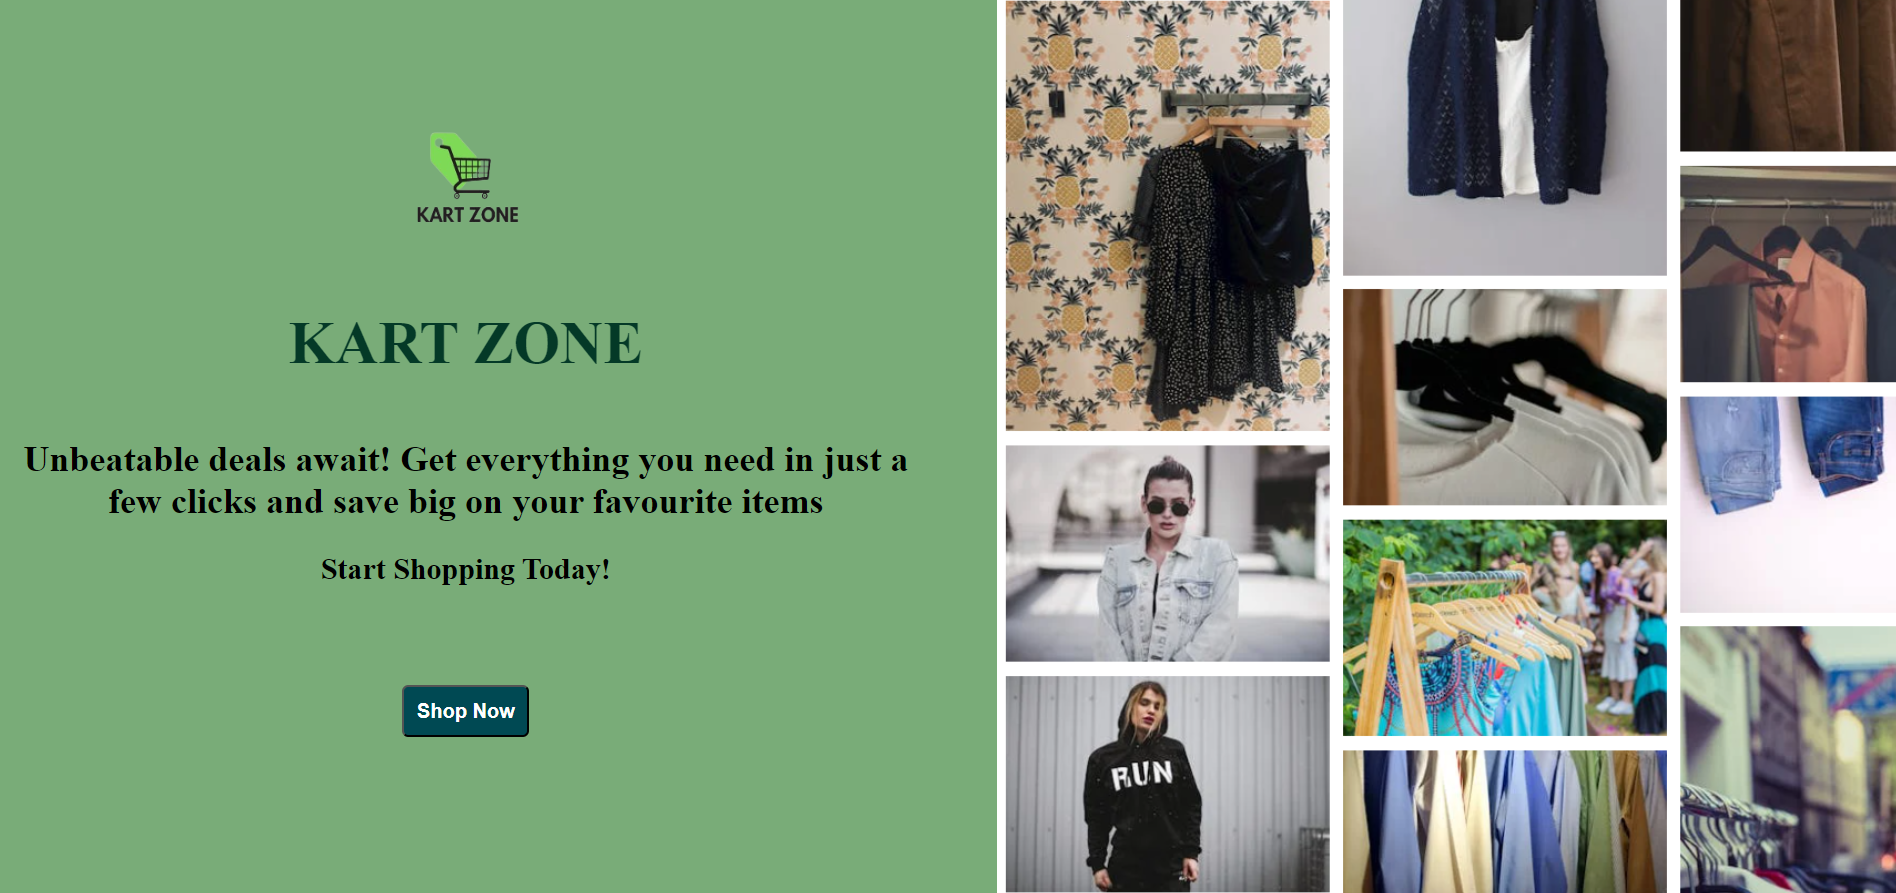 KART ZONE
KART ZONE
Unbeatable deals await! Get everything you need in just a
few clicks and save big on your favourite items
Start Shopping Today!
Shop Now
RUN